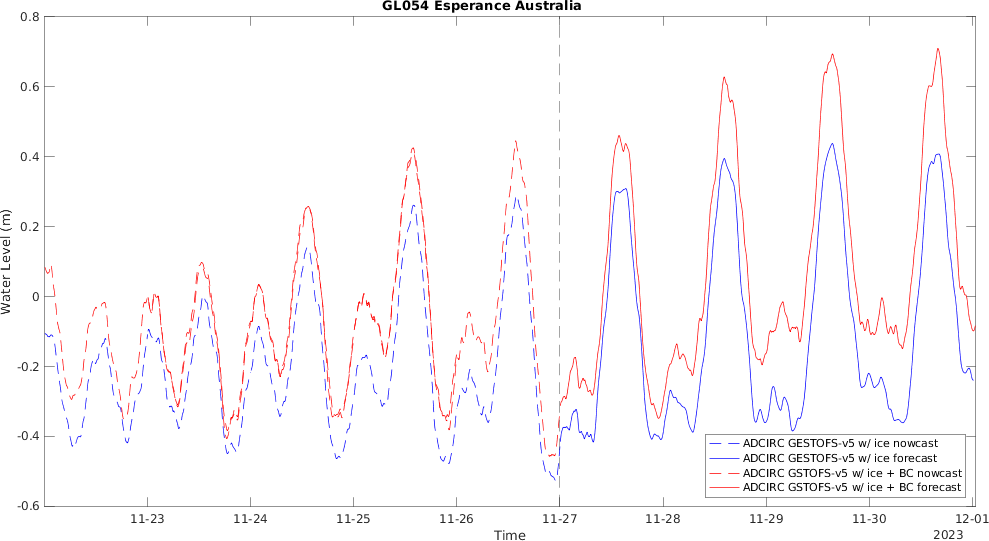 GL054 Esperance Australia
0.8
0.6
0.4
0.2
0
-0.2
-0.4
-0.6
Water Level (m)
11-23
11-24
11-25
11-26
11-27
11-28
11-29
11-30
12-01
Time
2023
ADCIRC GESTOFS-v5 w/ ice nowcast
ADCIRC GESTOFS-v5 w/ ice forecast
ADCIRC GSTOFS-v5 w/ ice + BC nowcast
ADCIRC GSTOFS-v5 w/ ice + BC forecast